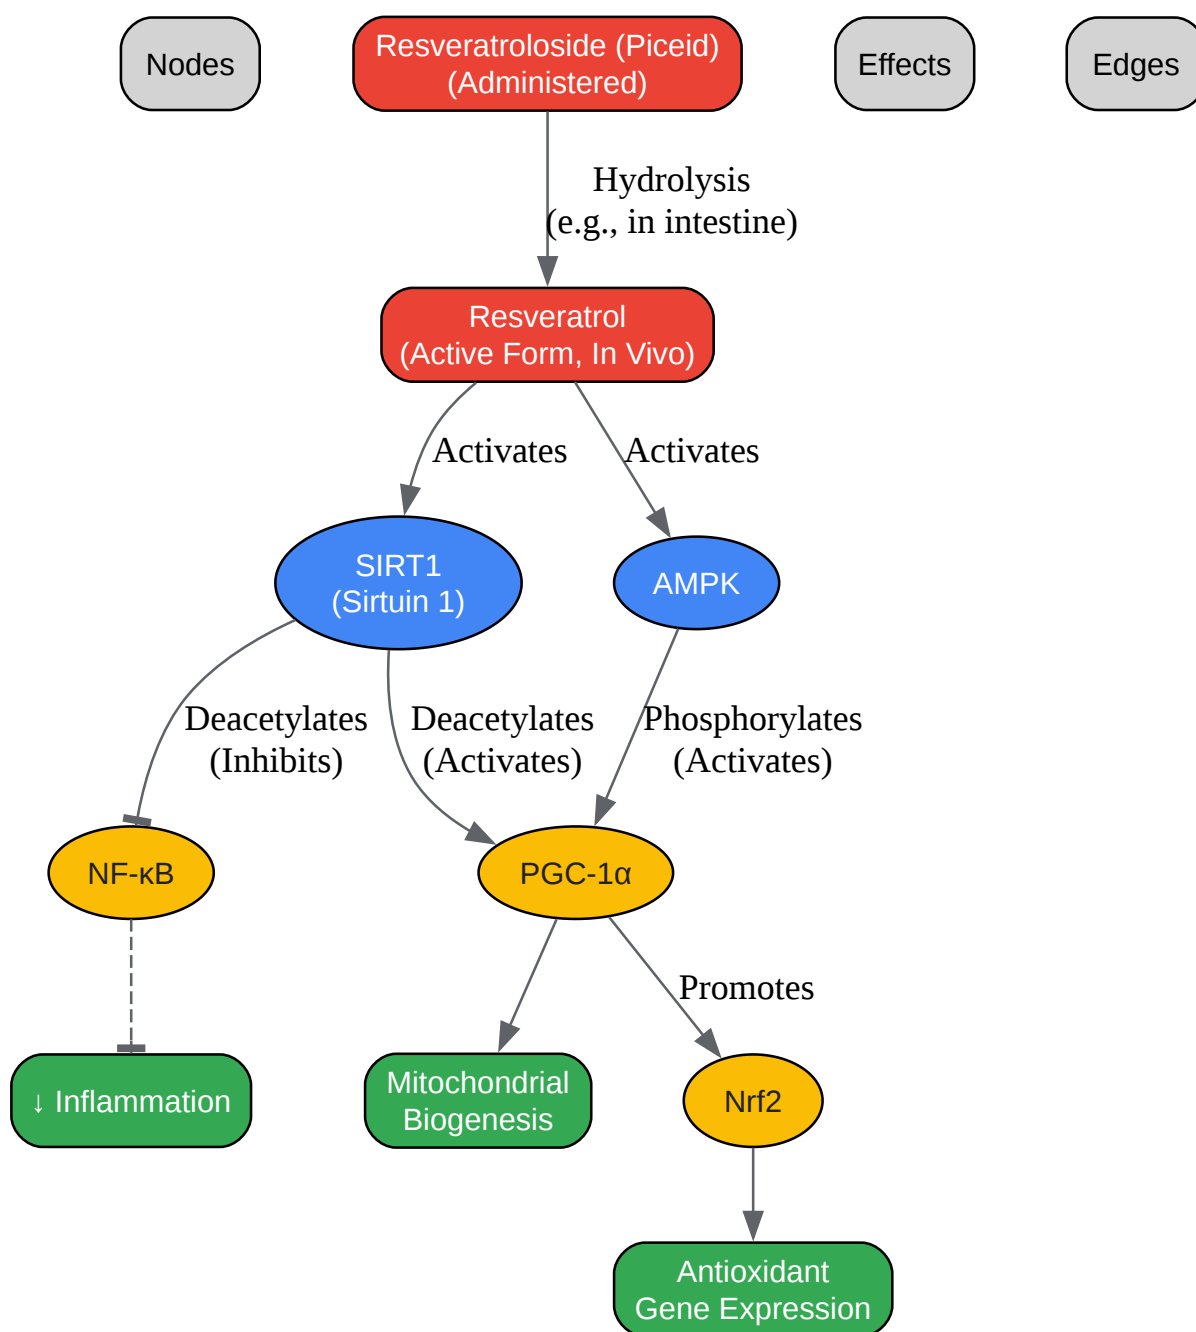 Nodes
Resveratroloside (Piceid)
(Administered)
Effects
Edges
Hydrolysis
(e.g., in intestine)
Resveratrol
(Active Form, In Vivo)
Activates
Activates
SIRT1
(Sirtuin 1)
AMPK
Deacetylates
(Inhibits)
Deacetylates
(Activates)
Phosphorylates
(Activates)
NF-κB
PGC-1α
Promotes
↓ Inflammation
Mitochondrial
Biogenesis
Nrf2
Antioxidant
Gene Expression